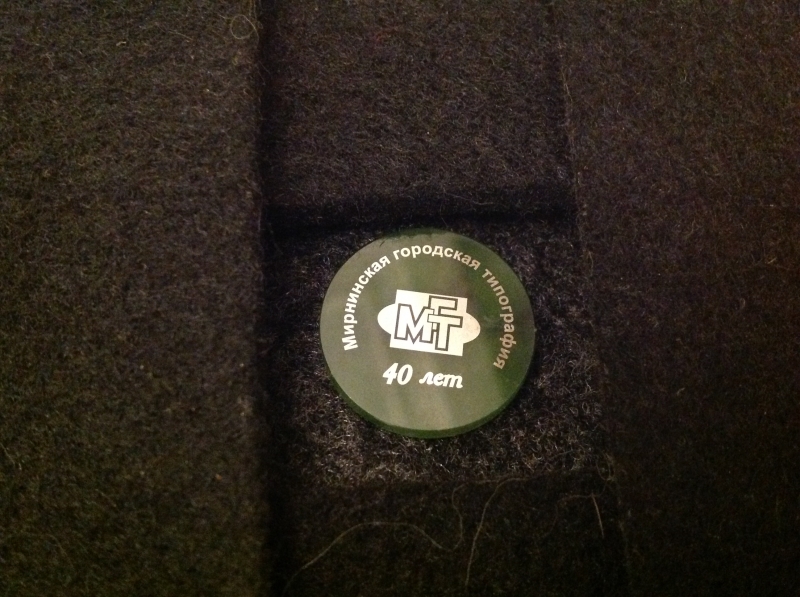 Мирнинская городская типография
МГТ
40 лет